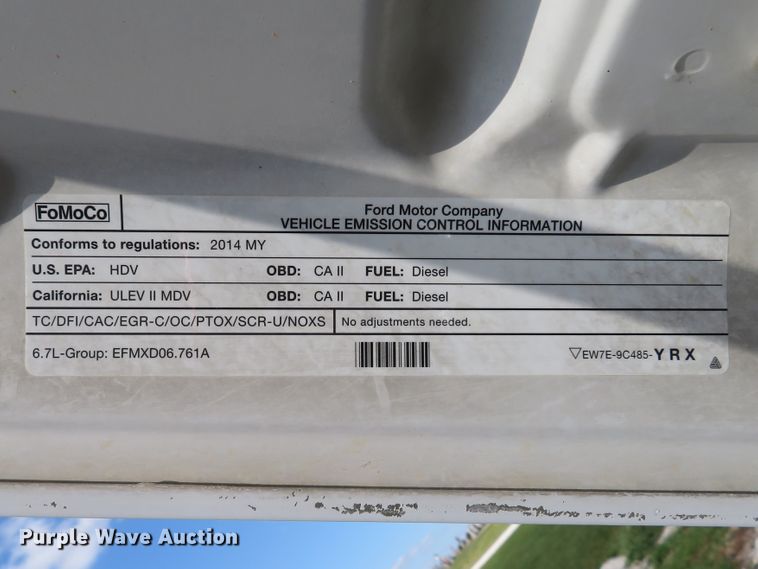 FoMoCo
Ford Motor Company
VEHICLE EMISSION CONTROL INFORMATION
Conforms to regulations: 2014 MY
U.S. EPA: HDV OBD: CA II FUEL: Diesel
California: ULEV II MDV OBD: CA II FUEL: Diesel
TC/DFI/CAC/EGR-C/OC/PTOX/SCR-U/NOXS No adjustments needed.
6.7L-Group: EFMXD06.761A ▽EW7E-9C485-YRX
Purple Wave Auction